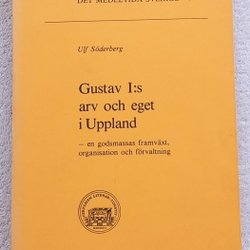 DET MEDELTIDA SVERIGE
Ulf Söderberg
Gustav I:s
arv och eget
i Uppland
– en godsmassas framväxt,
organisation och förvaltning